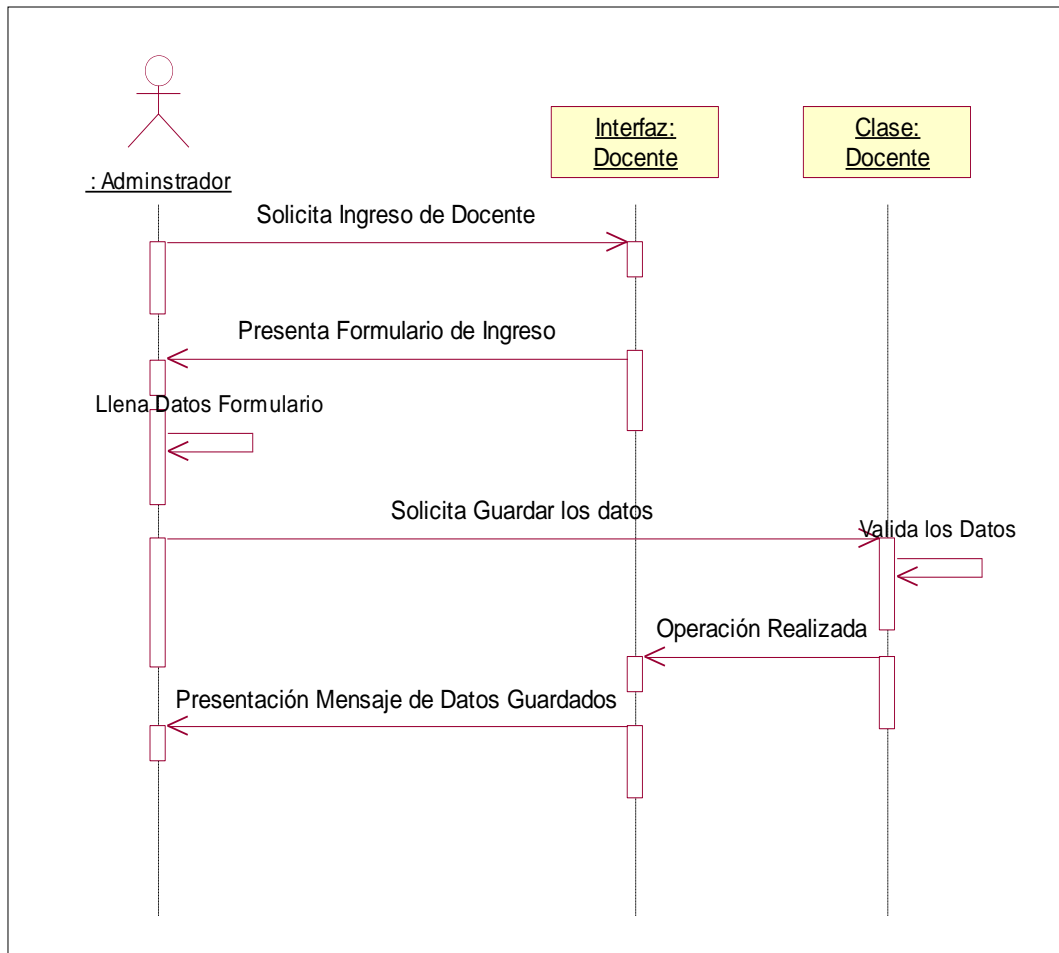 Interfaz:
Docente
Clase:
Docente
: Adminstrador
Solicita Ingreso de Docente
Presenta Formulario de Ingreso
Llena Datos Formulario
Solicita Guardar los datos
Valida los Datos
Operación Realizada
Presentación Mensaje de Datos Guardados